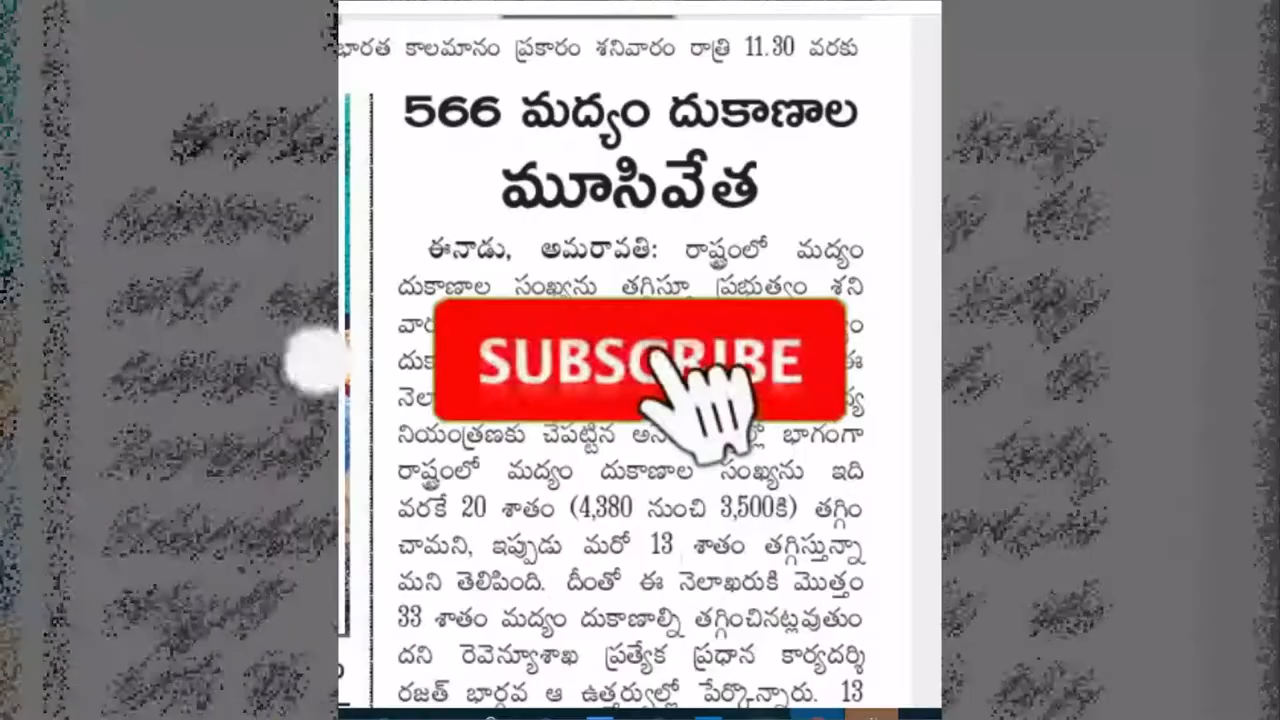 భారత కాలమానం ప్రకారం శనివారం రాత్రి 11.30 వరకు
566 మద్యం దుకాణాల
మూసివేత
ఈనాడు, అమరావతి: రాష్ట్రంలో మద్యం
దుకాణాల సంఖ్యను తగ్గిస్తూ ప్రభుత్వం శని
SUBSCRIBE
నియంత్రణకు చేపట్టిన భాగంగా
రాష్ట్రంలో మద్యం దుకాణాల సంఖ్యను ఇది
వరకే 20 శాతం (4,380 నుంచి 3,500కి) తగ్గిం
చామని, ఇప్పుడు మరో 13 శాతం తగ్గిస్తున్నా
మని తెలిపింది. దీంతో ఈ నెలాఖరుకి మొత్తం
33 శాతం మద్యం దుకాణాల్ని తగ్గించినట్లవుతుం
దని రెవెన్యూశాఖ ప్రత్యేక ప్రధాన కార్యదర్శి
రజత్ భార్గవ ఆ ఉత్తర్వుల్లో పేర్కొన్నారు. 13